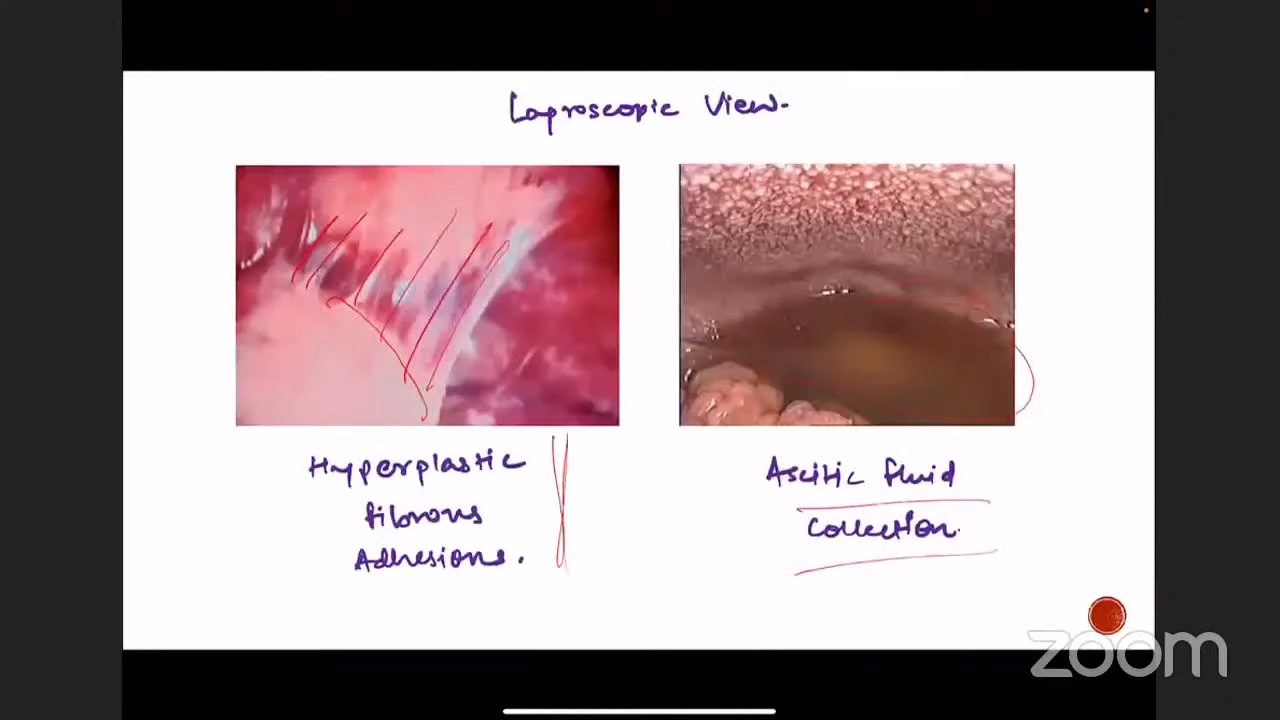 Laproscopic View.
Hyperplastic
fibrous
Adhesions.
Ascitic fluid
Collection.
zoom